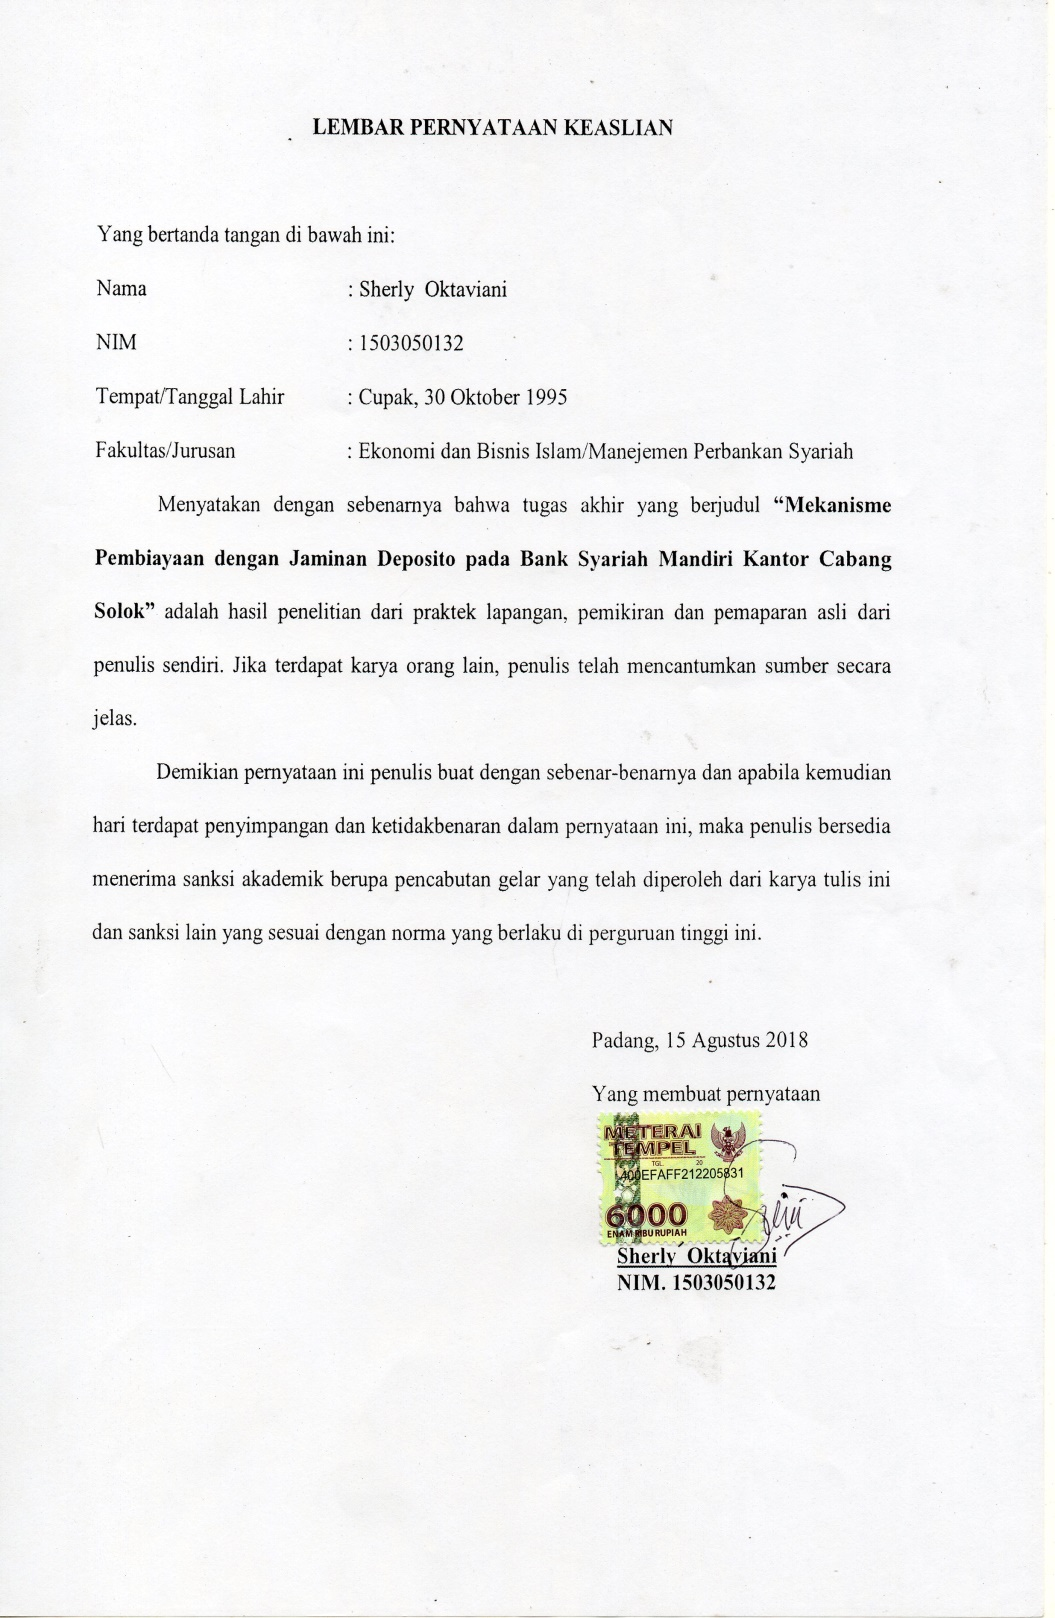 LEMBAR PERNYATAAN KEASLIAN
Yang bertanda tangan di bawah ini:
Nama : Sherly Oktaviani
NIM : 1503050132
Tempat/Tanggal Lahir : Cupak, 30 Oktober 1995
Fakultas/Jurusan : Ekonomi dan Bisnis Islam/Manejemen Perbankan Syariah
Menyatakan dengan sebenarnya bahwa tugas akhir yang berjudul “Mekanisme
Pembiayaan dengan Jaminan Deposito pada Bank Syariah Mandiri Kantor Cabang
Solok” adalah hasil penelitian dari praktek lapangan, pemikiran dan pemaparan asli dari
penulis sendiri. Jika terdapat karya orang lain, penulis telah mencantumkan sumber secara
jelas.
Demikian pernyataan ini penulis buat dengan sebenar-benarnya dan apabila kemudian
hari terdapat penyimpangan dan ketidakbenaran dalam pernyataan ini, maka penulis bersedia
menerima sanksi akademik berupa pencabutan gelar yang telah diperoleh dari karya tulis ini
dan sanksi lain yang sesuai dengan norma yang berlaku di perguruan tinggi ini.
Padang, 15 Agustus 2018
Yang membuat pernyataan
METERAI
TEMPEL
TGL. 20
6000
ENAM RIBU RUPIAH
Sherly Oktaviani
NIM. 1503050132